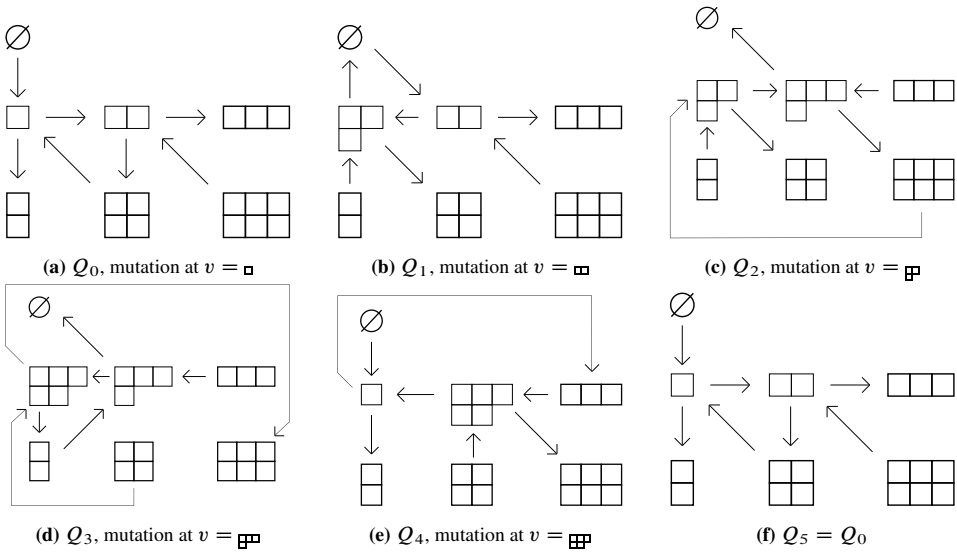 ∅
∅
∅
(a) Q₀, mutation at v =
(b) Q₁, mutation at v =
(c) Q₂, mutation at v =
∅
∅
∅
(d) Q₃, mutation at v =
(e) Q₄, mutation at v =
(f) Q₅ = Q₀